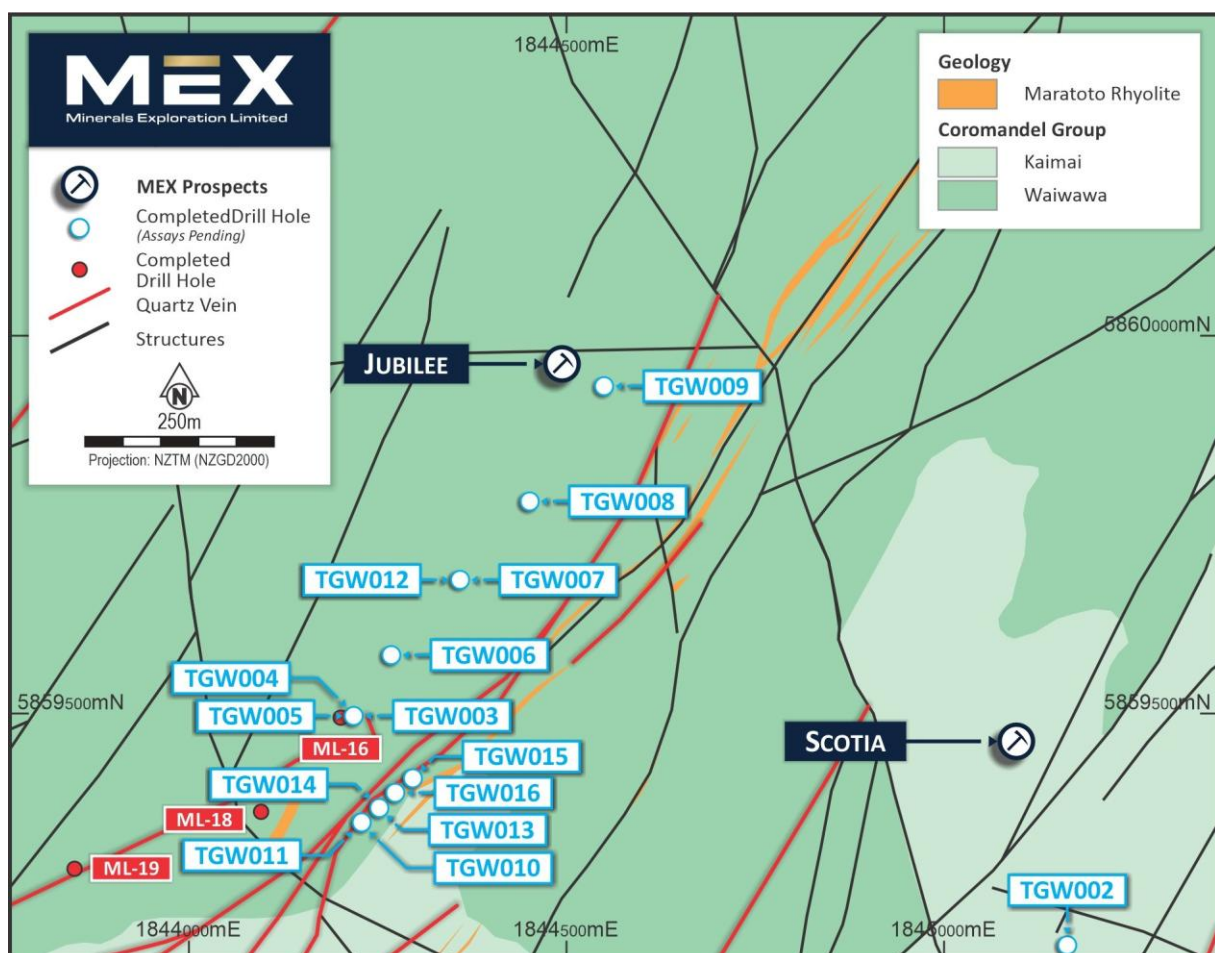 MEX
Minerals Exploration Limited
MEX Prospects
CompletedDrill Hole
(Assays Pending)
Completed
Drill Hole
Quartz Vein
Structures
N
250m
Projection: NZTM (NZGD2000)
1844500mE
Geology
Maratoto Rhyolite
Coromandel Group
Kaimai
Waiwawa
5860000mN
JUBILEE
TGW009
TGW008
TGW012
TGW007
TGW006
TGW004
5859500mN
TGW005
TGW003
5859500mN
ML-16
SCOTIA
TGW015
TGW014
TGW016
ML-18
TGW013
TGW011
ML-19
TGW010
TGW002
1844000mE
1844500mE
1845000mE